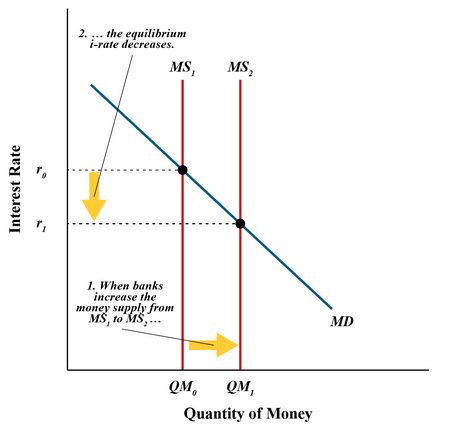 2. … the equilibrium
i-rate decreases.
MS1 MS2
Interest Rate
r0
r1
1. When banks
increase the
money supply from
MS1 to MS2…
MD
QM0 QM1
Quantity of Money